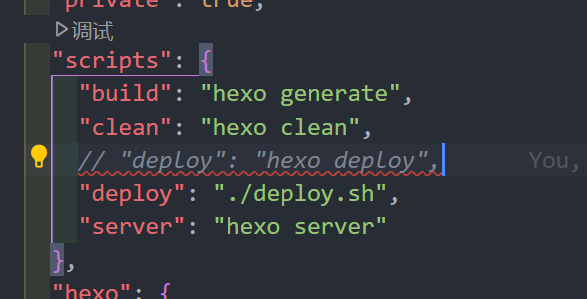 "private": true,
调试
"scripts": {
"build": "hexo generate",
"clean": "hexo clean",
// "deploy": "hexo deploy", You,
"deploy": "./deploy.sh",
"server": "hexo server"
},
"hexo": {